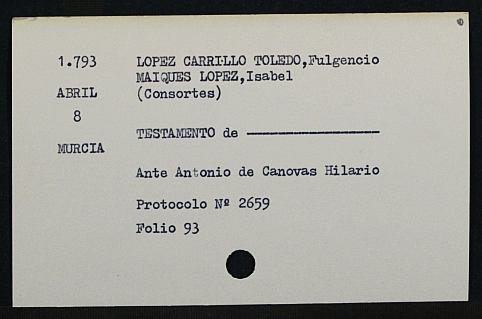 1.793
ABRIL
8
MURCIA
LOPEZ CARRILLO TOLEDO,Fulgencio
MAIQUES LOPEZ,Isabel
(Consortes)
TESTAMENTO de ——————————
Ante Antonio de Canovas Hilario
Protocolo Nº 2659
Folio 93